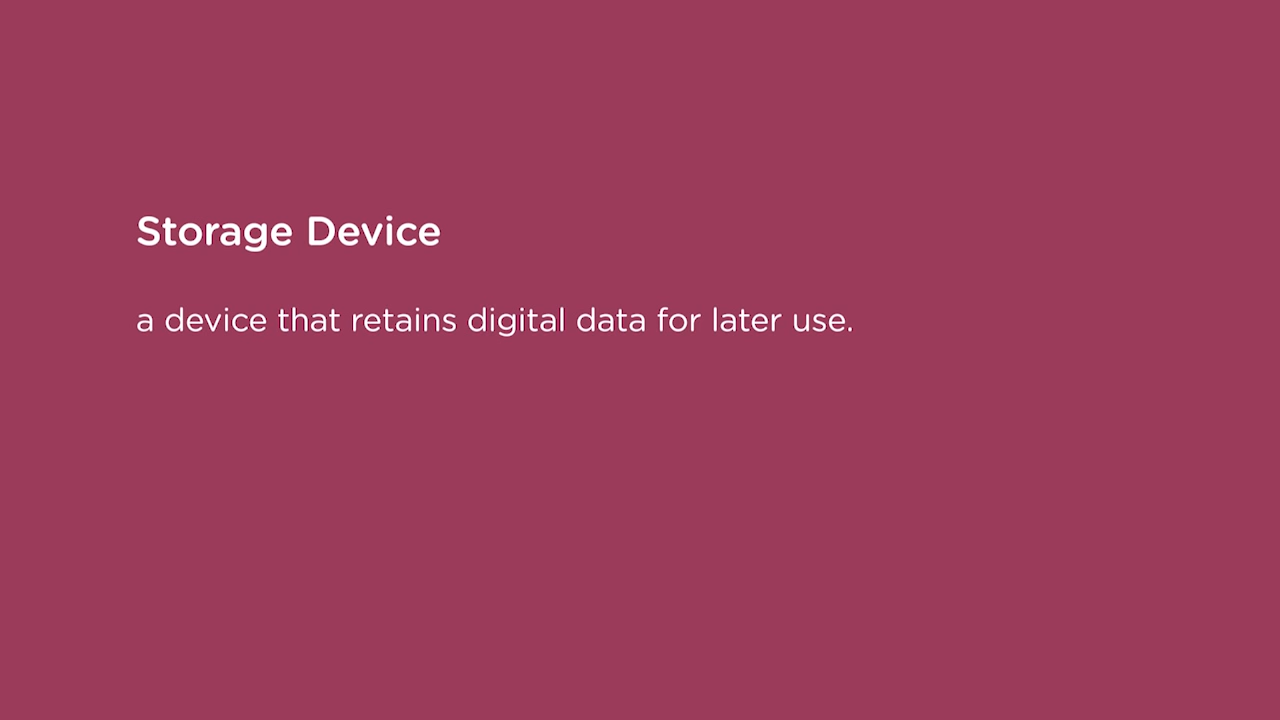 Storage Device
a device that retains digital data for later use.